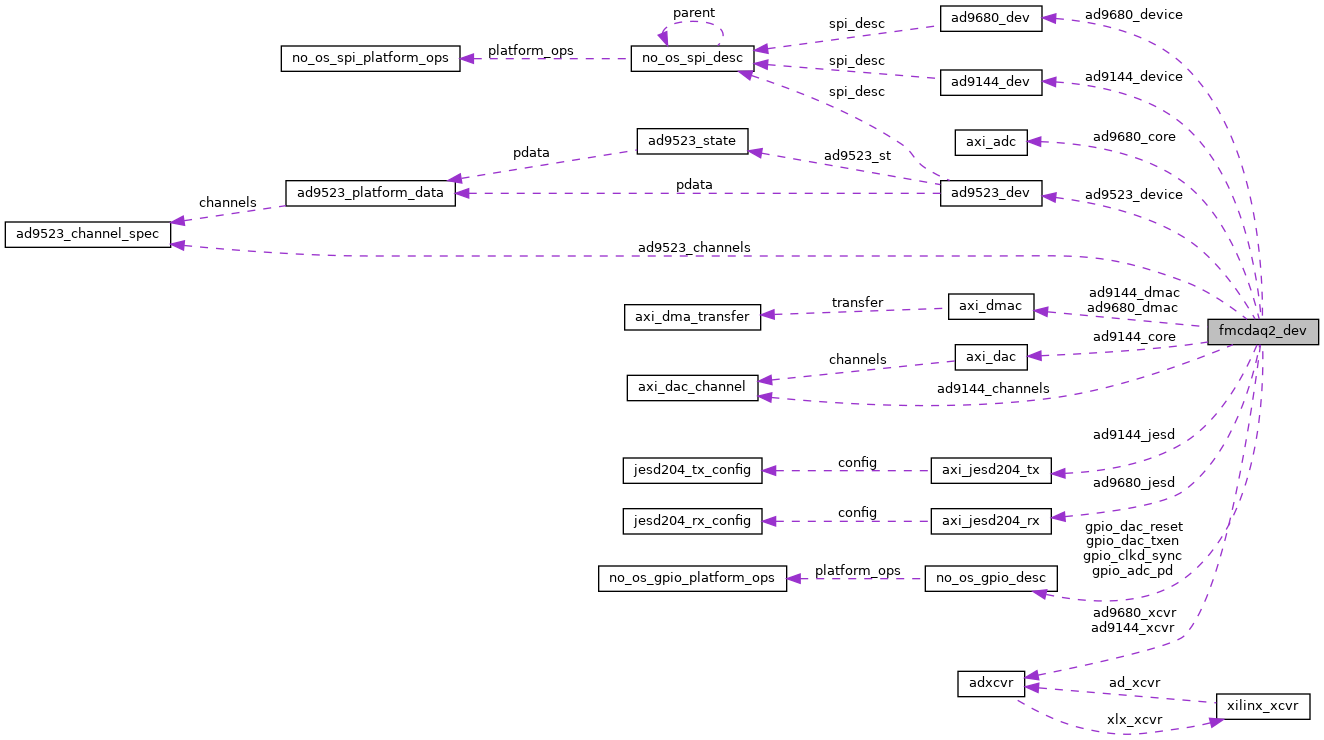 parent
ad9680_dev
ad9680_device
spi_desc
platform_ops
no_os_spi_platform_ops
no_os_spi_desc
spi_desc
ad9144_dev
ad9144_device
spi_desc
ad9680_core
axi_adc
ad9523_state
pdata
ad9523_st
ad9523_platform_data
pdata
ad9523_dev
ad9523_device
channels
ad9523_channel_spec
ad9523_channels
ad9144_dmac
ad9680_dmac
axi_dma_transfer
transfer
axi_dmac
fmcdaq2_dev
ad9144_core
channels
axi_dac
axi_dac_channel
ad9144_channels
ad9144_jesd
jesd204_tx_config
config
axi_jesd204_tx
ad9680_jesd
jesd204_rx_config
config
axi_jesd204_rx
gpio_dac_reset
gpio_dac_txen
gpio_clkd_sync
gpio_adc_pd
no_os_gpio_platform_ops
platform_ops
no_os_gpio_desc
ad9680_xcvr
ad9144_xcvr
adxcvr
ad_xcvr
xilinx_xcvr
xlx_xcvr